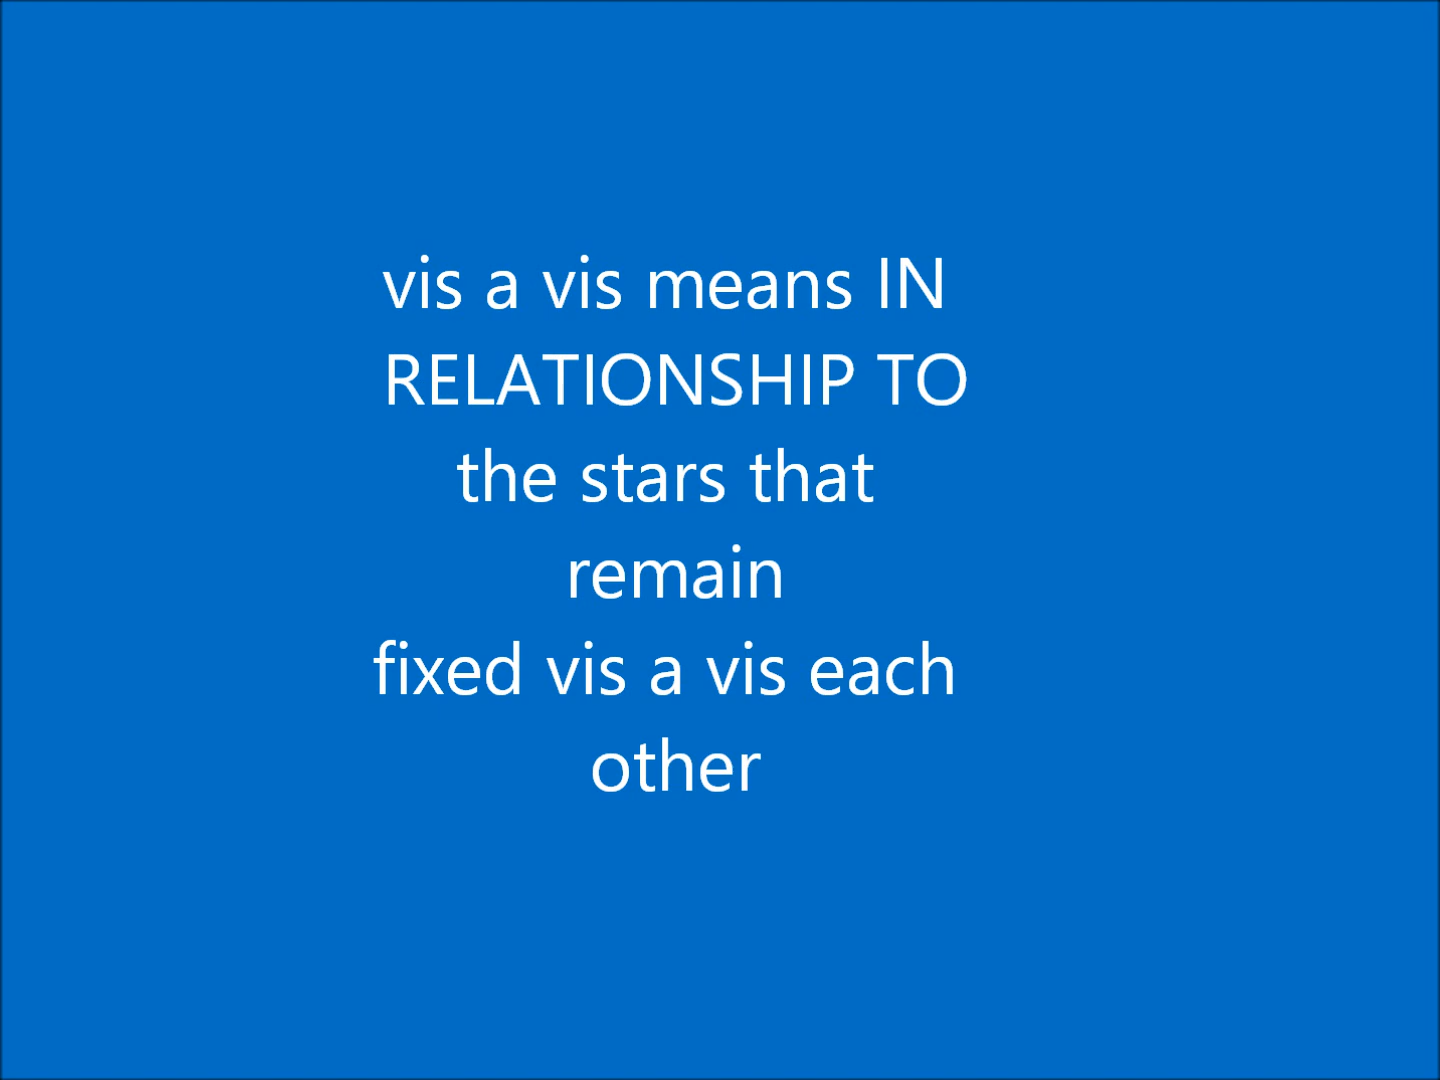 vis a vis means IN
RELATIONSHIP TO
the stars that
remain
fixed vis a vis each
other